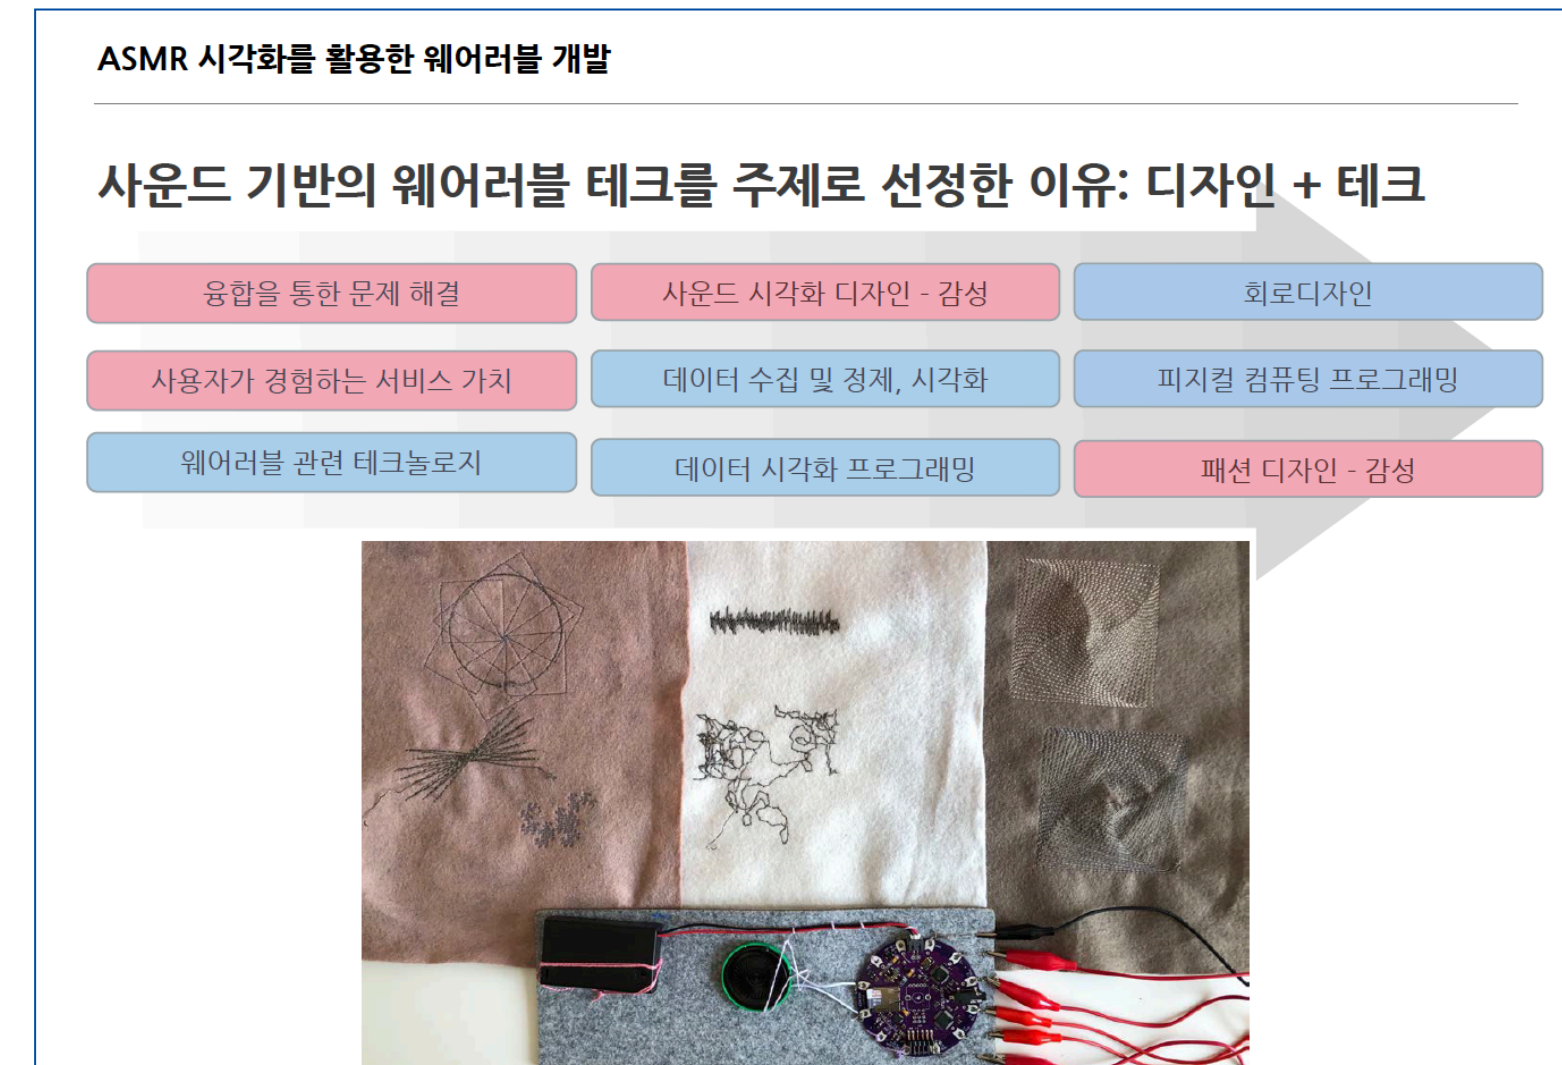 ASMR 시각화를 활용한 웨어러블 개발
사운드 기반의 웨어러블 테크를 주제로 선정한 이유: 디자인 + 테크
융합을 통한 문제 해결
사운드 시각화 디자인 - 감성
회로디자인
사용자가 경험하는 서비스 가치
데이터 수집 및 정제, 시각화
피지컬 컴퓨팅 프로그래밍
웨어러블 관련 테크놀로지
데이터 시각화 프로그래밍
패션 디자인 - 감성